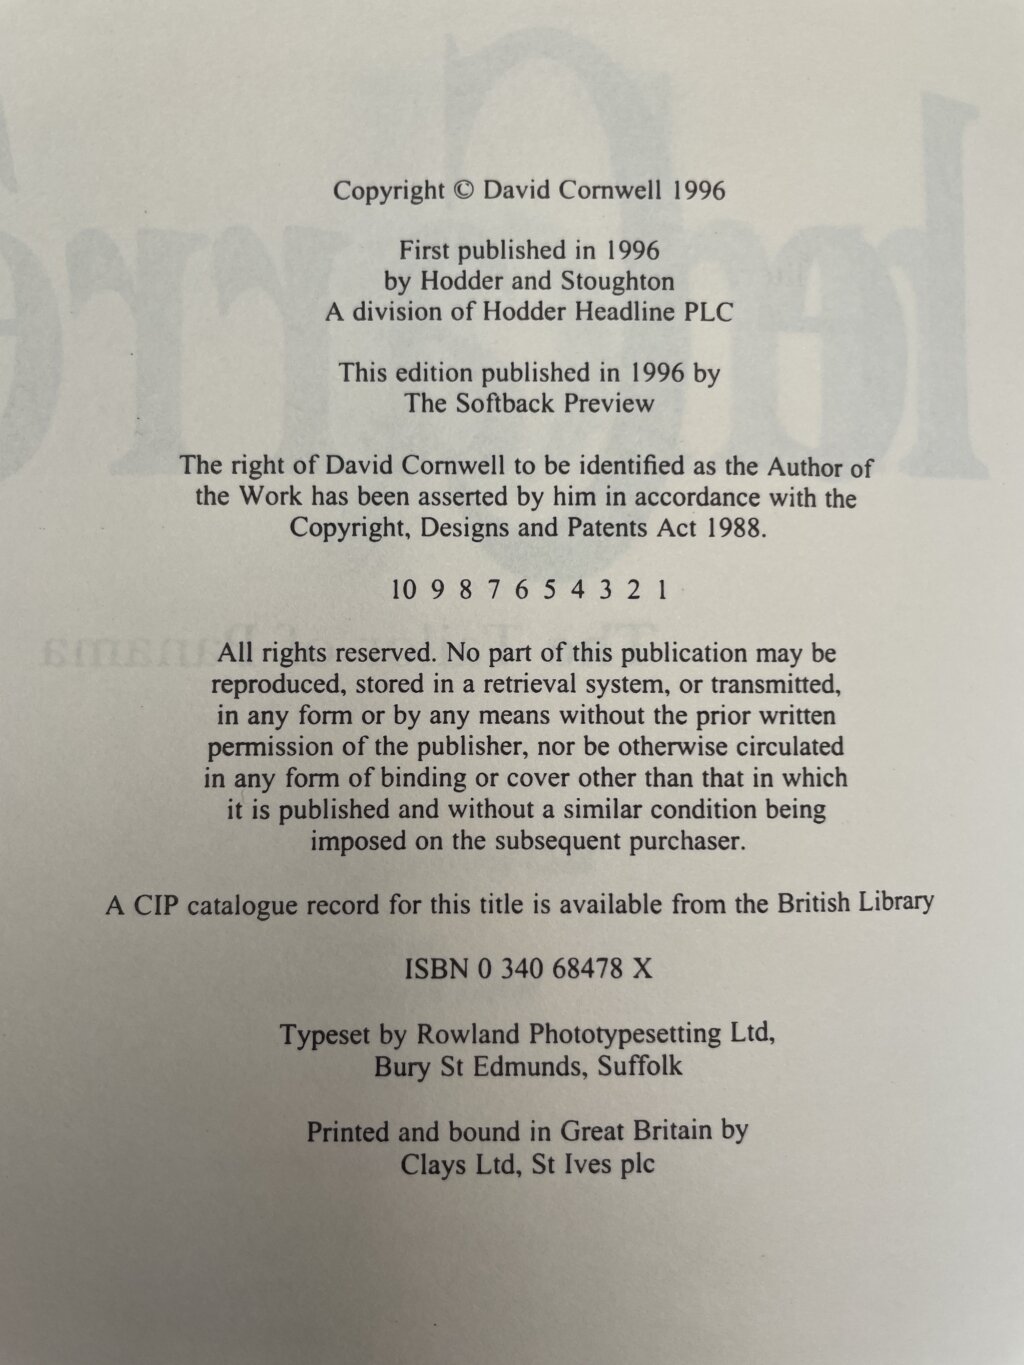 Copyright © David Cornwell 1996
First published in 1996
by Hodder and Stoughton
A division of Hodder Headline PLC
This edition published in 1996 by
The Softback Preview
The right of David Cornwell to be identified as the Author of
the Work has been asserted by him in accordance with the
Copyright, Designs and Patents Act 1988.
10 9 8 7 6 5 4 3 2 1
All rights reserved. No part of this publication may be
reproduced, stored in a retrieval system, or transmitted,
in any form or by any means without the prior written
permission of the publisher, nor be otherwise circulated
in any form of binding or cover other than that in which
it is published and without a similar condition being
imposed on the subsequent purchaser.
A CIP catalogue record for this title is available from the British Library
ISBN 0 340 68478 X
Typeset by Rowland Phototypesetting Ltd,
Bury St Edmunds, Suffolk
Printed and bound in Great Britain by
Clays Ltd, St Ives plc